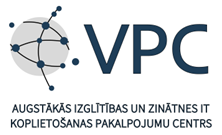 VPC
AUGSTĀKĀS IZGLĪTĪBAS UN ZINĀTNES IT
KOPLIETOŠANAS PAKALPOJUMU CENTRS